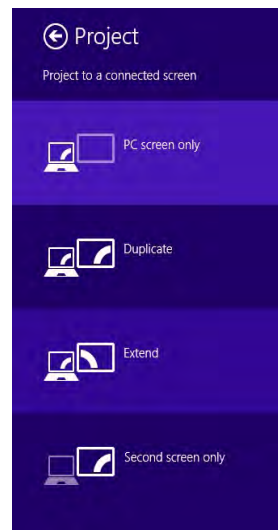 Project
Project to a connected screen
PC screen only
Duplicate
Extend
Second screen only